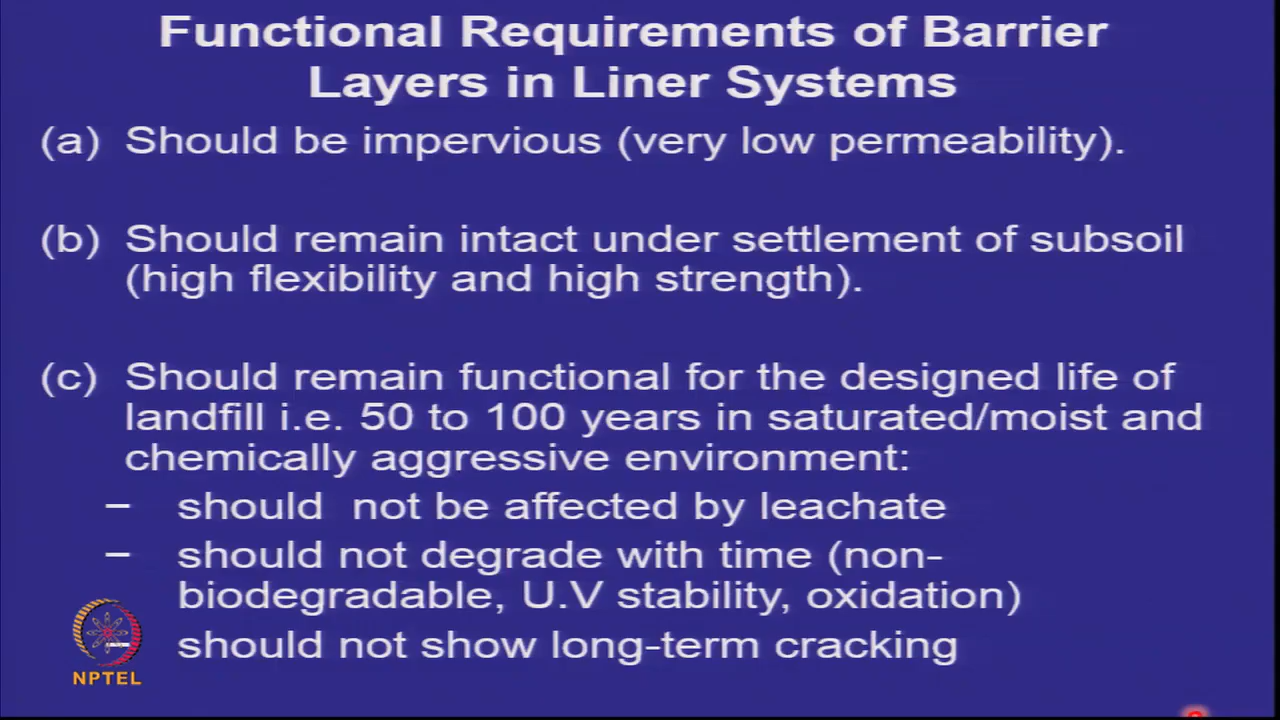 Functional Requirements of Barrier
Layers in Liner Systems
(a) Should be impervious (very low permeability).
(b) Should remain intact under settlement of subsoil
(high flexibility and high strength).
(c) Should remain functional for the designed life of
landfill i.e. 50 to 100 years in saturated/moist and
chemically aggressive environment:
– should not be affected by leachate
– should not degrade with time (non-
biodegradable, U.V stability, oxidation)
– should not show long-term cracking
NPTEL